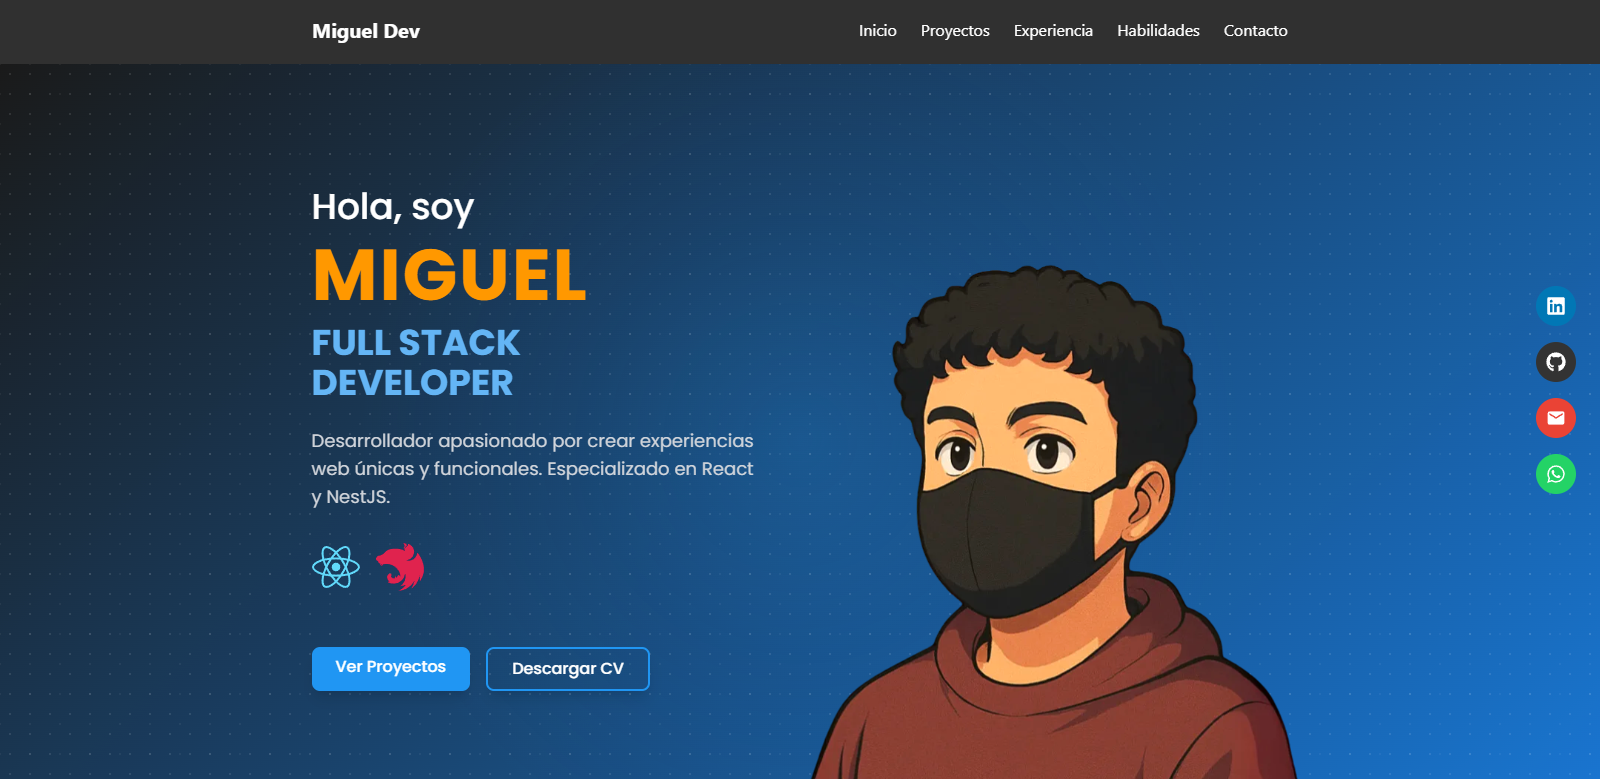 Miguel Dev
Inicio Proyectos Experiencia Habilidades Contacto
Hola, soy
MIGUEL
FULL STACK
DEVELOPER
Desarrollador apasionado por crear experiencias
web únicas y funcionales. Especializado en React
y NestJS.
Ver Proyectos
Descargar CV
in